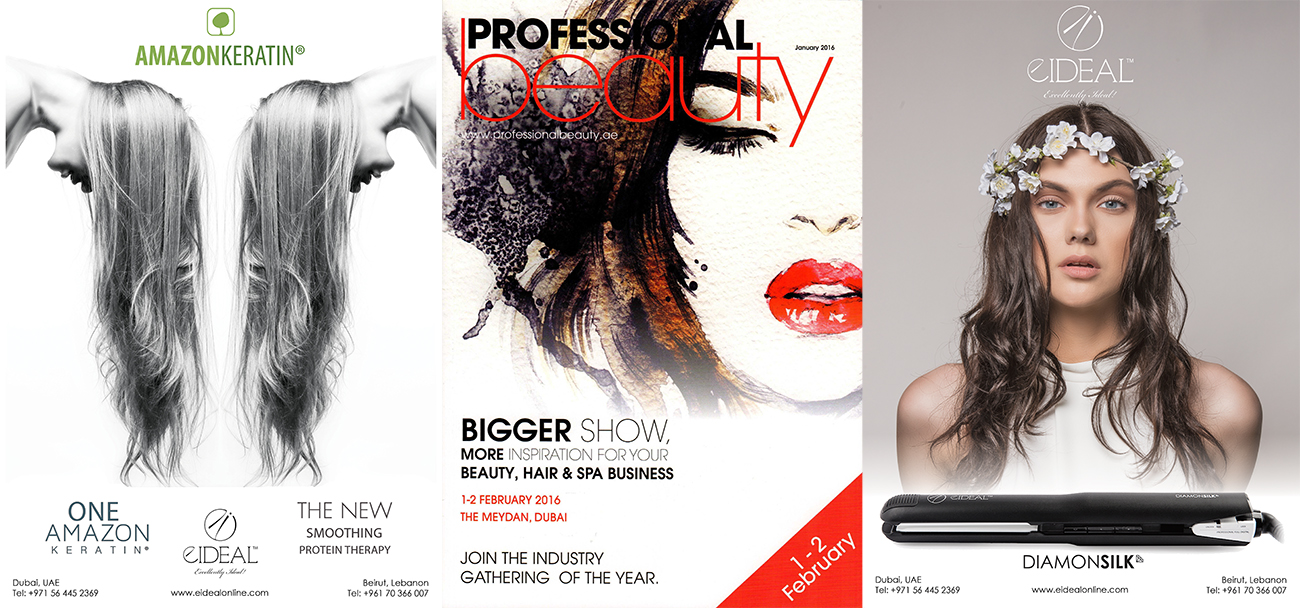 AMAZONKERATIN®
ONE
AMAZON
KERATIN®
eIDEAL™
Excellently Ideal!
THE NEW
SMOOTHING
PROTEIN THERAPY
Dubai, UAE
Tel: +971 56 445 2369
www.eidealonline.com
Beirut, Lebanon
Tel: +961 70 366 007
PROFESSIONAL
beauty
January 2016
www.professionalbeauty.ae
BIGGER SHOW,
MORE INSPIRATION FOR YOUR
BEAUTY, HAIR & SPA BUSINESS
1-2 FEBRUARY 2016
THE MEYDAN, DUBAI
JOIN THE INDUSTRY
GATHERING OF THE YEAR.
1 - 2
February
eIDEAL™
Excellently Ideal!
eIDEAL™
DIAMONSILK
DIAMONSILK
Dubai, UAE
Tel: +971 56 445 2369
www.eidealonline.com
Beirut, Lebanon
Tel: +961 70 366 007